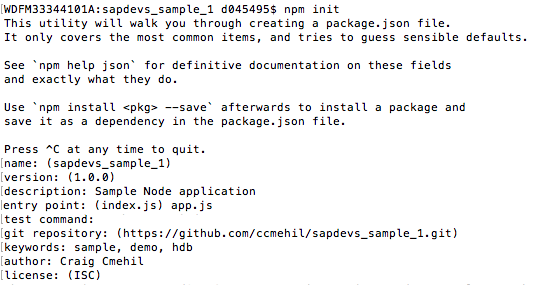 WDFM33344101A:sapdevs_sample_1 d045495$ npm init
This utility will walk you through creating a package.json file.
It only covers the most common items, and tries to guess sensible defaults.
See `npm help json` for definitive documentation on these fields
and exactly what they do.
Use `npm install <pkg> --save` afterwards to install a package and
save it as a dependency in the package.json file.
Press ^C at any time to quit.
[name: (sapdevs_sample_1)
[version: (1.0.0)
[description: Sample Node application
[entry point: (index.js) app.js
[test command:
[git repository: (https://github.com/ccmehil/sapdevs_sample_1.git)
[keywords: sample, demo, hdb
[author: Craig Cmehil
[license: (ISC)